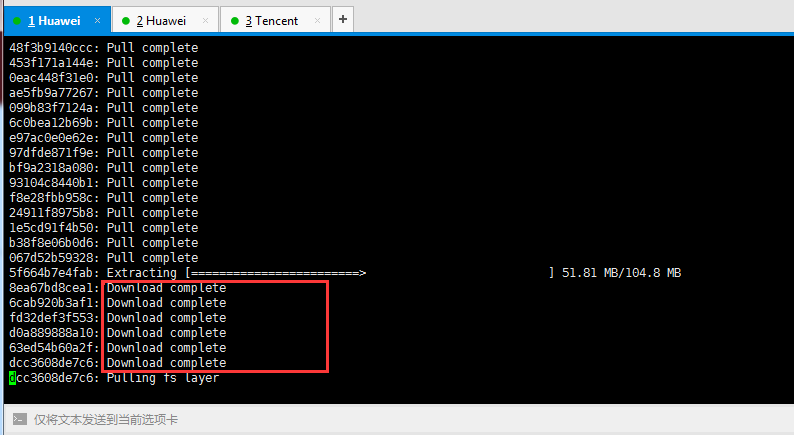 1 Huawei × 2 Huawei × 3 Tencent × +
48f3b9140ccc: Pull complete
453f171a144e: Pull complete
0eac448f31e0: Pull complete
ae5fb9a77267: Pull complete
099b83f7124a: Pull complete
6c0bea12b69b: Pull complete
e97ac0e0e62e: Pull complete
97dfde871f9e: Pull complete
bf9a2318a080: Pull complete
93104c8440b1: Pull complete
f8e28fbb958c: Pull complete
24911f8975b8: Pull complete
1e5cd91f4b50: Pull complete
b38f8e06b0d6: Pull complete
067d52b59328: Pull complete
5f664b7e4fab: Extracting [========================>                          ] 51.81 MB/104.8 MB
8ea67bd8cea1: Download complete
6cab920b3af1: Download complete
fd32def3f553: Download complete
d0a889888a10: Download complete
63ed54b60a2f: Download complete
dcc3608de7c6: Download complete
dcc3608de7c6: Pulling fs layer
仅将文本发送到当前选项卡